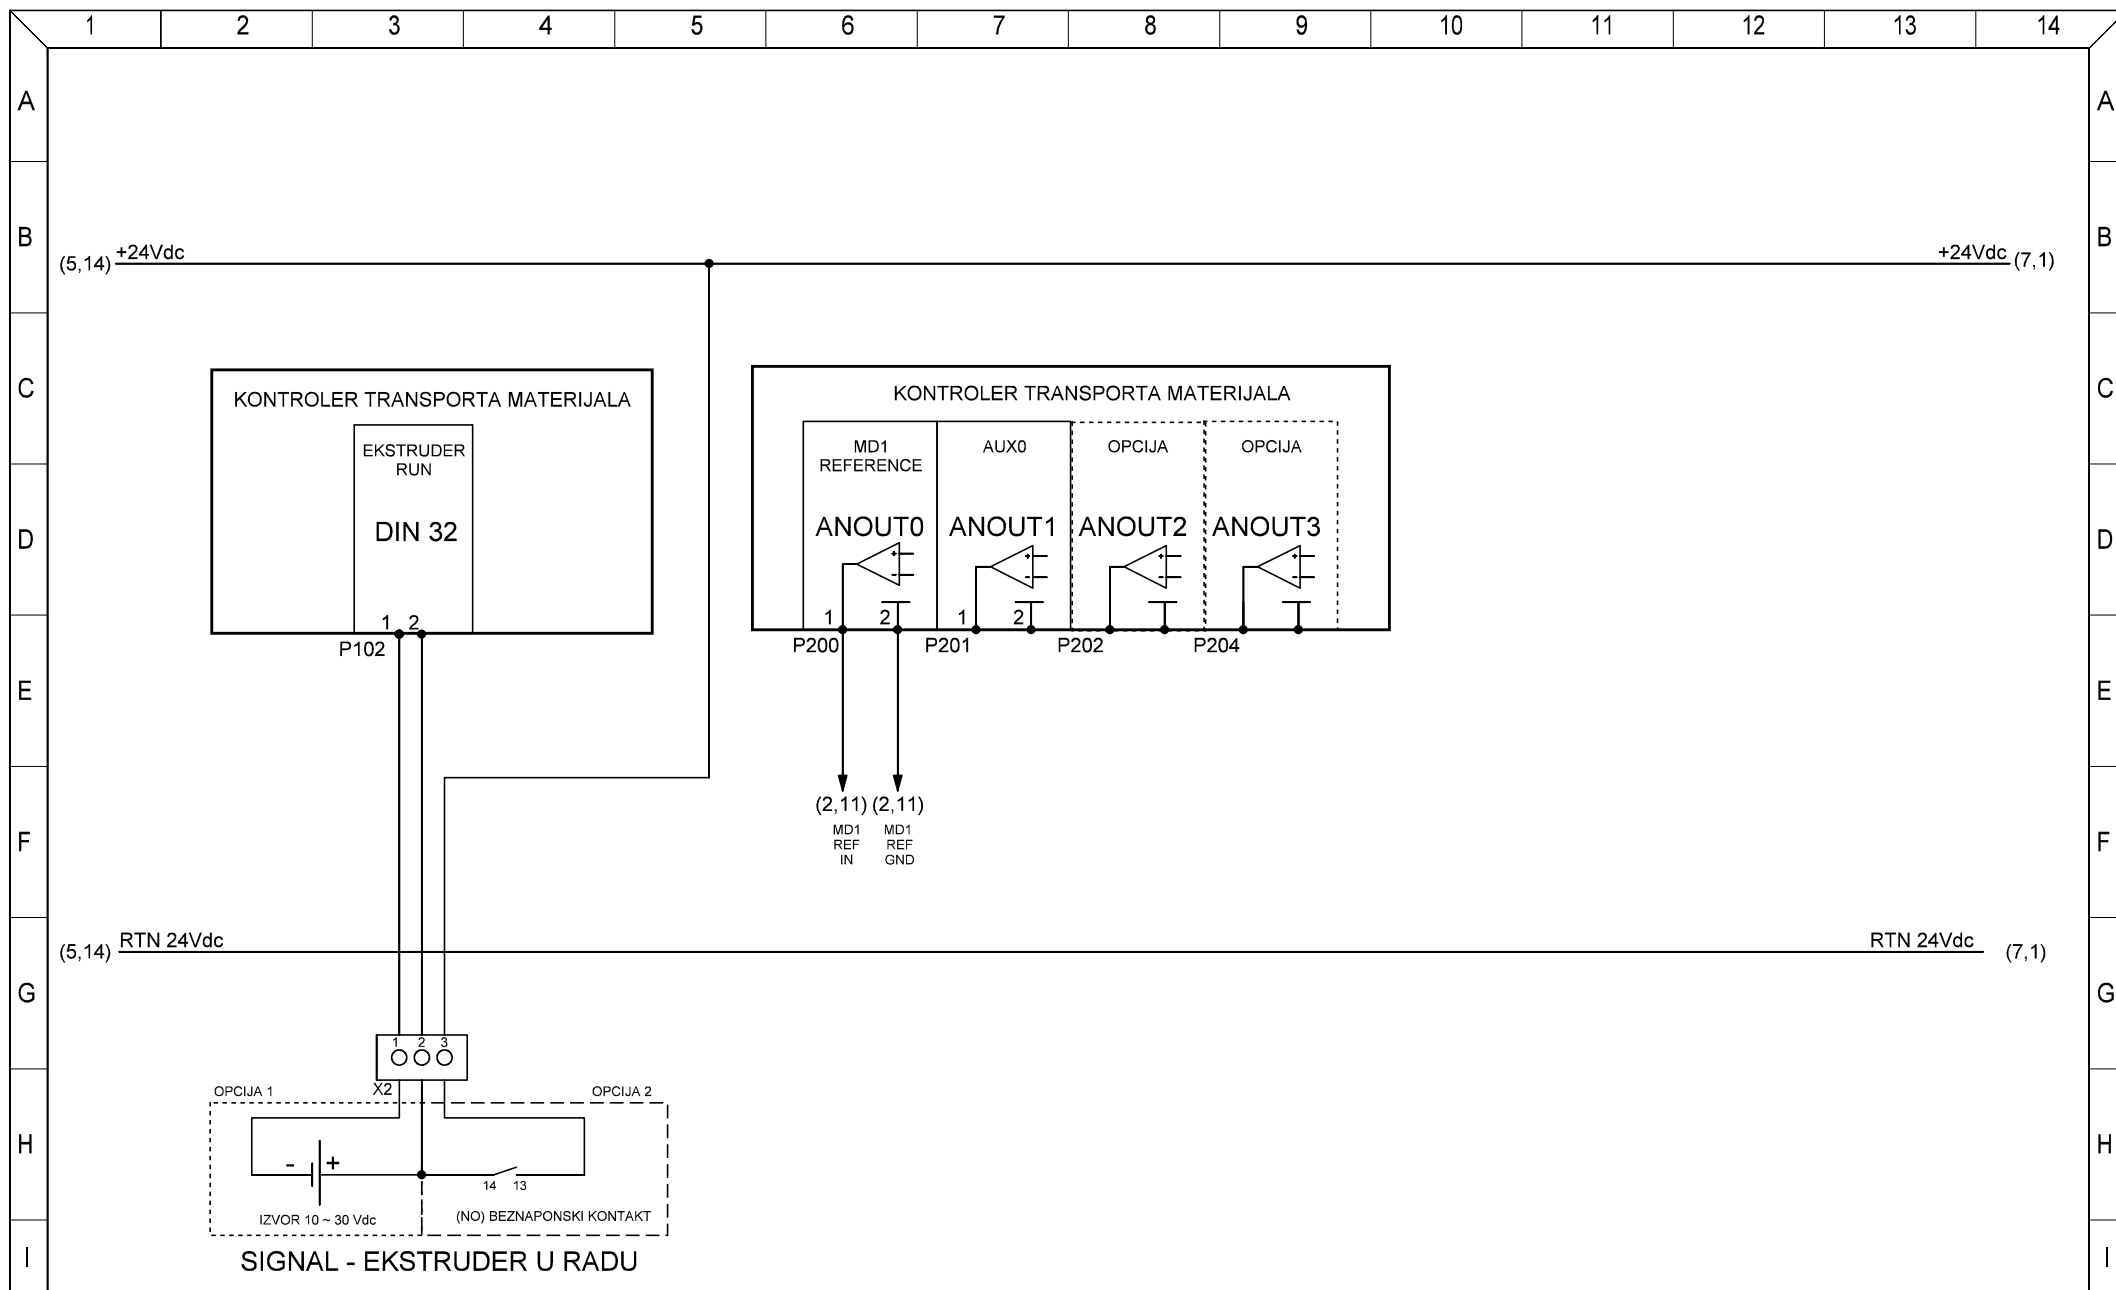 1 2 3 4 5 6 7 8 9 10 11 12 13 14
A A
B B
+24Vdc +24Vdc
(5,14) (7,1)
C C
KONTROLER TRANSPORTA MATERIJALA
EKSTRUDER
RUN
DIN 32
1 2
P102
KONTROLER TRANSPORTA MATERIJALA
MD1
REFERENCE
ANOUT0
+
-
1 2
P200
AUX0
ANOUT1
+
-
1 2
P201
OPCIJA
ANOUT2
+
-
P202
OPCIJA
ANOUT3
+
-
P204
D D
E E
(2,11) (2,11)
MD1
REF
IN
MD1
REF
GND
F F
RTN 24Vdc RTN 24Vdc
(5,14) (7,1)
G G
1 2 3
X2
OPCIJA 1 OPCIJA 2
H H
- +
14 13
IZVOR 10 ~ 30 Vdc
(NO) BEZNAPONSKI KONTAKT
SIGNAL - EKSTRUDER U RADU
I I